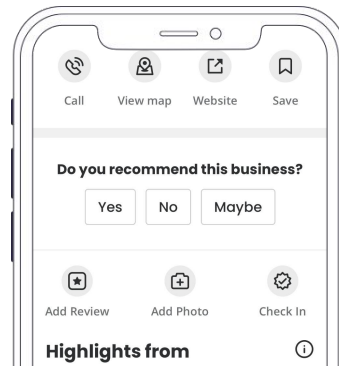 Call View map Website Save
Do you recommend this business?
Yes No Maybe
Add Review Add Photo Check In
Highlights from